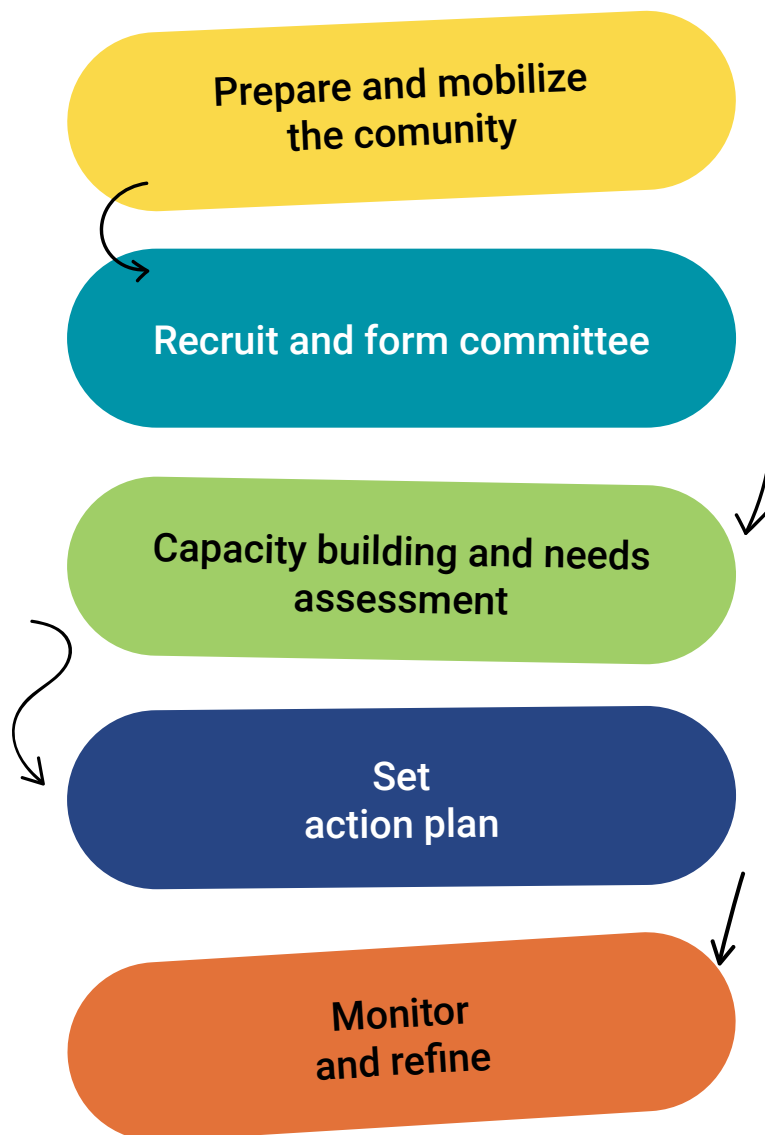 Prepare and mobilize
the comunity
Recruit and form committee
Capacity building and needs
assessment
Set
action plan
Monitor
and refine